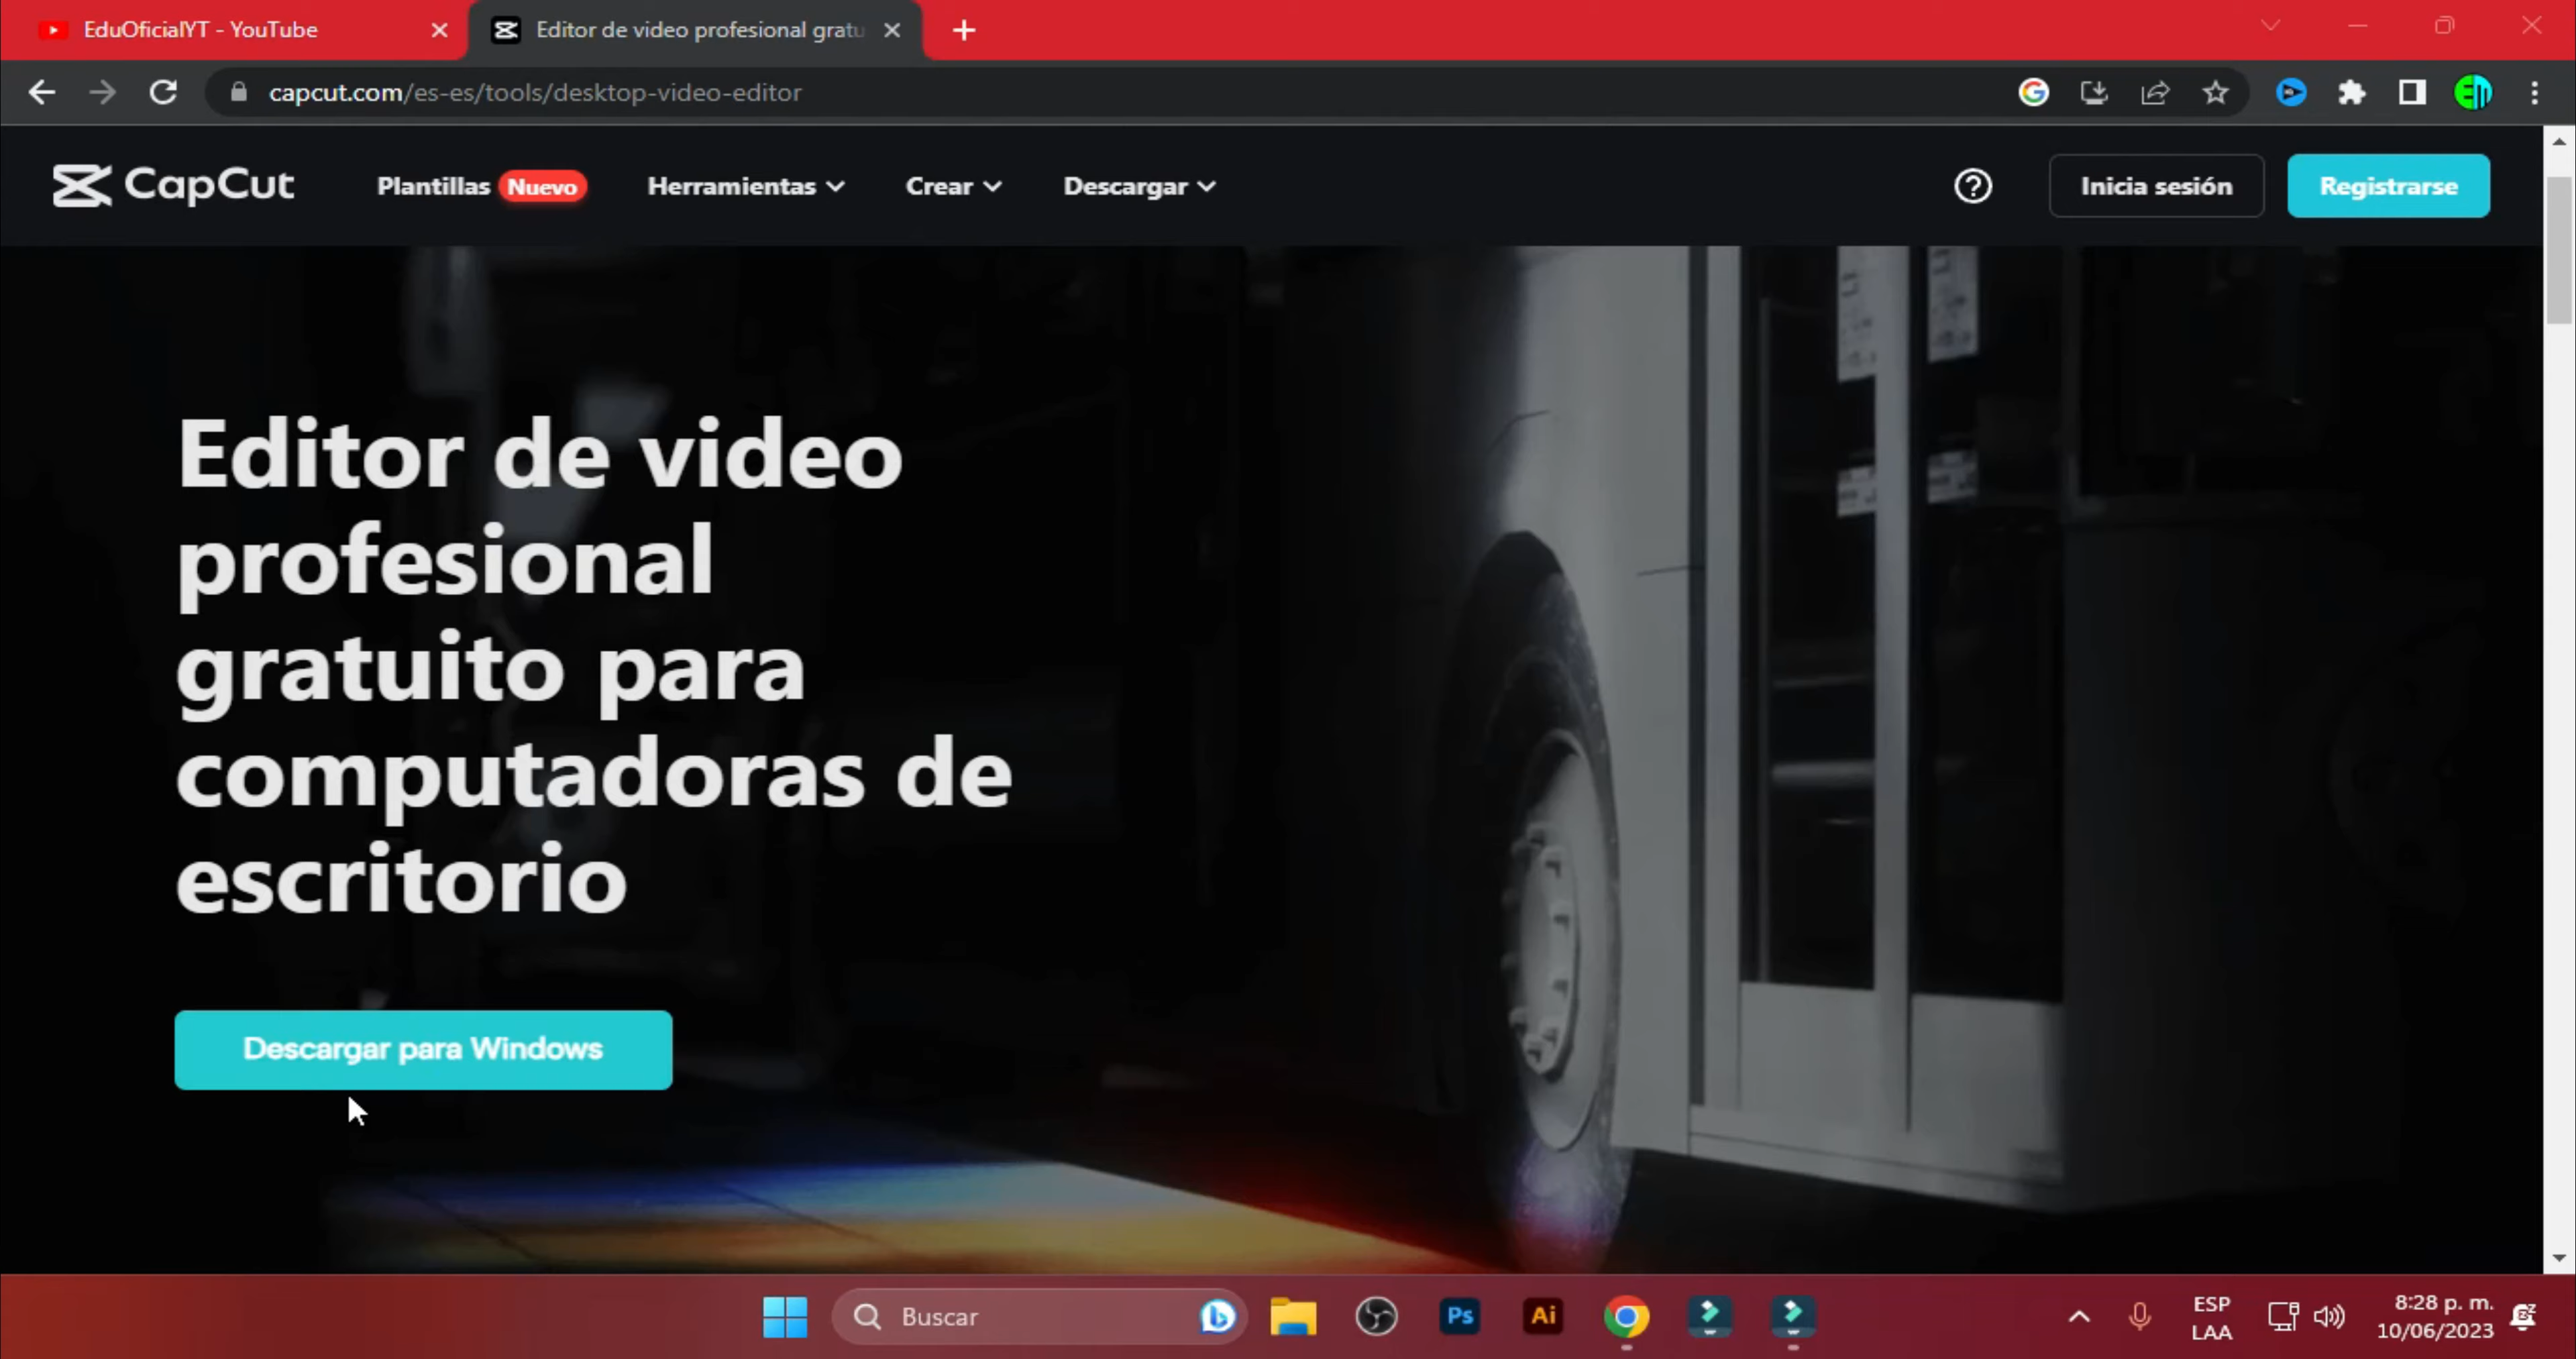 EduOficialYT - YouTube
Editor de video profesional gratu
capcut.com/es-es/tools/desktop-video-editor
CapCut
Plantillas Nuevo Herramientas Crear Descargar
Inicia sesión Registrarse
Editor de video
profesional
gratuito para
computadoras de
escritorio
Descargar para Windows
Buscar
Ps
Ai
ESP
LAA
8:28 p. m.
10/06/2023